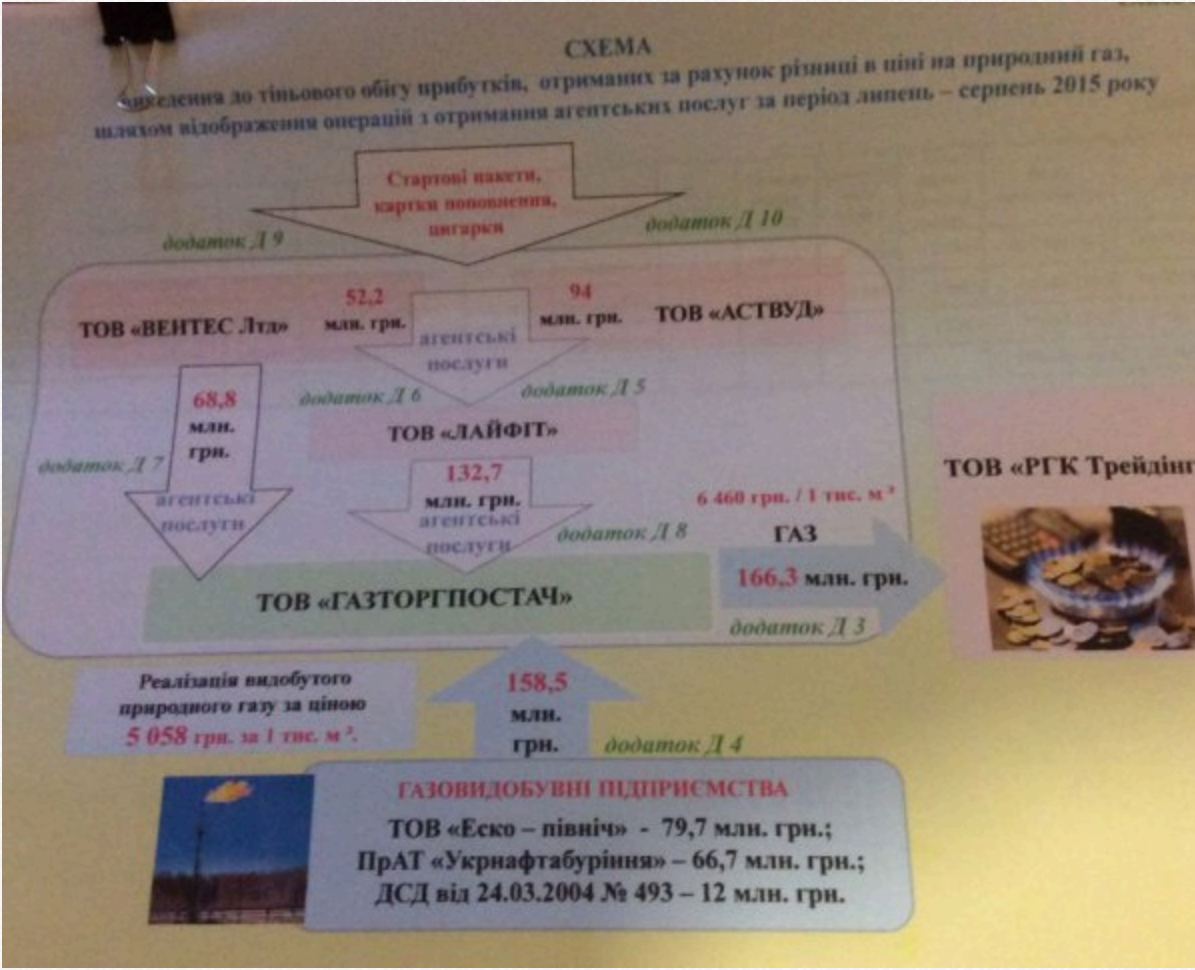 СХЕМА
виведення до тіньового обігу прибутків, отриманих за рахунок різниці в ціні на природний газ,
шляхом відображення операцій з отримання агентських послуг за період липень – серпень 2015 року
Стартові пакети,
картки поповнення,
цигарки
додаток Д 9
додаток Д 10
ТОВ «ВЕНТЕС Лтд»
52,2
млн. грн.
агентські
послуги
94
млн. грн.
ТОВ «АСТВУД»
68,8
млн.
грн.
додаток Д 6
додаток Д 5
ТОВ «ЛАЙФІТ»
додаток Д 7
агентські
послуги
132,7
млн. грн.
агентські
послуги
додаток Д 8
6 460 грн. / 1 тис. м ³
ГАЗ
166,3 млн. грн.
додаток Д 3
ТОВ «РГК Трейдинг
ТОВ «ГАЗТОРГПОСТАЧ»
Реалізація видобутого
природного газу за ціною
5 058 грн. за 1 тис. м ³.
158,5
млн.
грн.
додаток Д 4
ГАЗОВИДОБУВНІ ПІДПРИЄМСТВА
ТОВ «Еско – північ» - 79,7 млн. грн.;
ПрАТ «Укрнафтабуріння» – 66,7 млн. грн.;
ДСД від 24.03.2004 № 493 – 12 млн. грн.